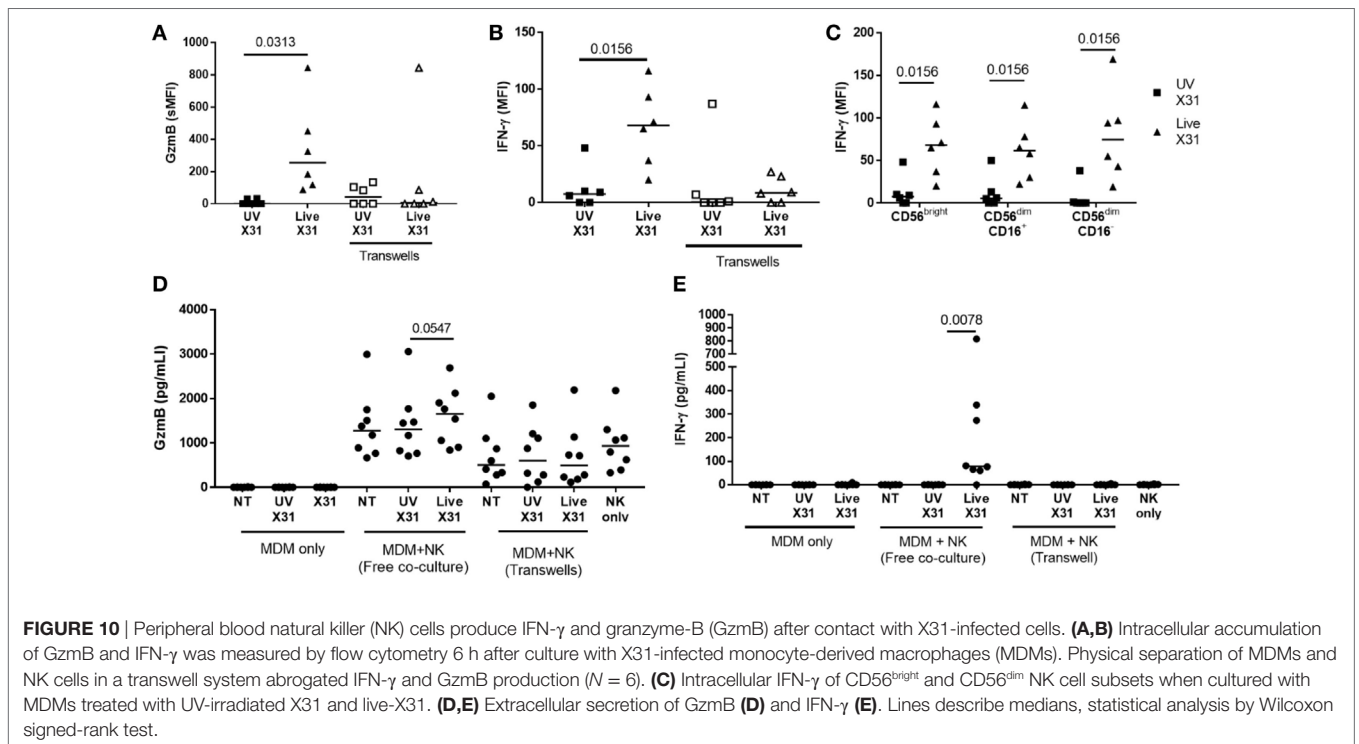 A
GzmB (sMFI)
1000
800
600
400
200
0
0.0313
UV X31
Live X31
UV X31
Live X31
Transwells
B
IFN-γ (MFI)
150
100
50
0
0.0156
UV X31
Live X31
UV X31
Live X31
Transwells
C
IFN-γ (MFI)
200
150
100
50
0
0.0156
0.0156
0.0156
CD56bright
CD56dim CD16+
CD56dim CD16-
UV X31
Live X31
D
GzmB (pg/mLl)
4000
3000
2000
1000
0
0.0547
NT
UV X31
X31
NT
UV X31
Live X31
NT
UV X31
Live X31
NK only
MDM only
MDM+NK (Free co-culture)
MDM+NK (Transwells)
E
IFN-γ (pg/mLl)
1000
900
800
700
500
400
300
200
100
0
0.0078
NT
UV X31
Live X31
NT
UV X31
Live X31
NT
UV X31
Live X31
NK only
MDM only
MDM + NK (Free co-culture)
MDM + NK (Transwell)
FIGURE 10 | Peripheral blood natural killer (NK) cells produce IFN-γ and granzyme-B (GzmB) after contact with X31-infected cells. (A,B) Intracellular accumulation
of GzmB and IFN-γ was measured by flow cytometry 6 h after culture with X31-infected monocyte-derived macrophages (MDMs). Physical separation of MDMs and
NK cells in a transwell system abrogated IFN-γ and GzmB production (N = 6). (C) Intracellular IFN-γ of CD56bright and CD56dim NK cell subsets when cultured with
MDMs treated with UV-irradiated X31 and live-X31. (D,E) Extracellular secretion of GzmB (D) and IFN-γ (E). Lines describe medians, statistical analysis by Wilcoxon
signed-rank test.